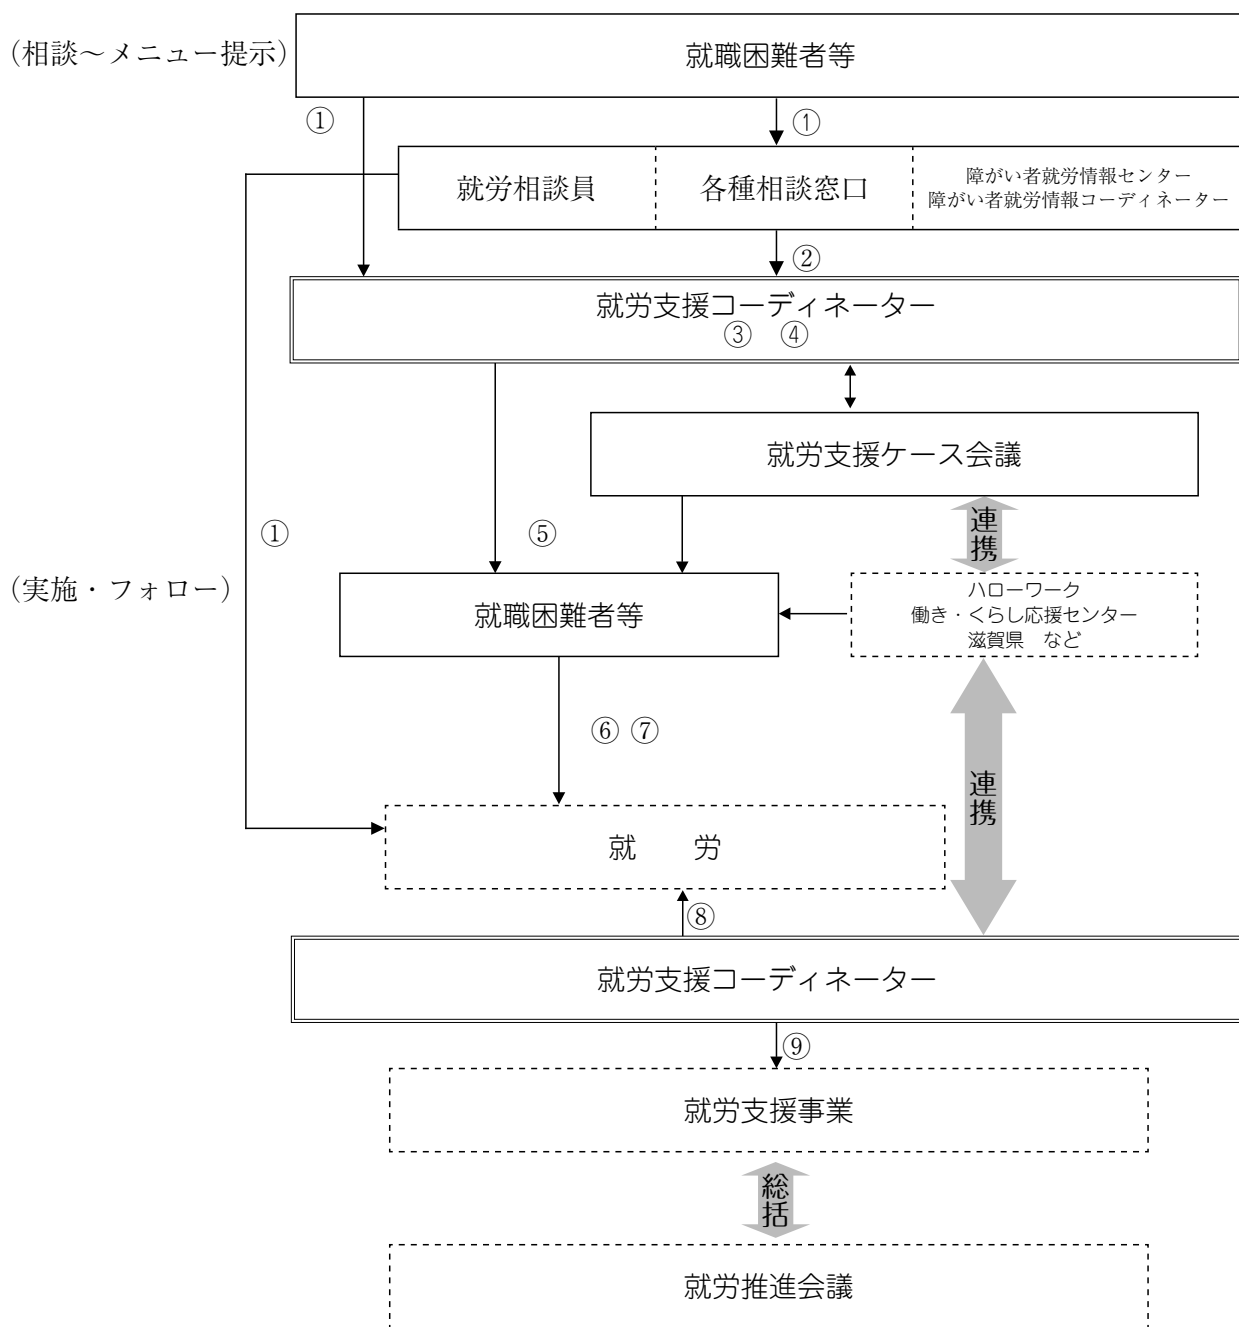 (相談～メニュー提示)
就職困難者等
①
①
就労相談員
各種相談窓口
障がい者就労情報センター
障がい者就労情報コーディネーター
②
就労支援コーディネーター
③　④
就労支援ケース会議
連携
①
⑤
(実施・フォロー)
就職困難者等
ハローワーク
働き・くらし応援センター
滋賀県　など
⑥ ⑦
連携
就　　労
⑧
就労支援コーディネーター
⑨
就労支援事業
総括
就労推進会議